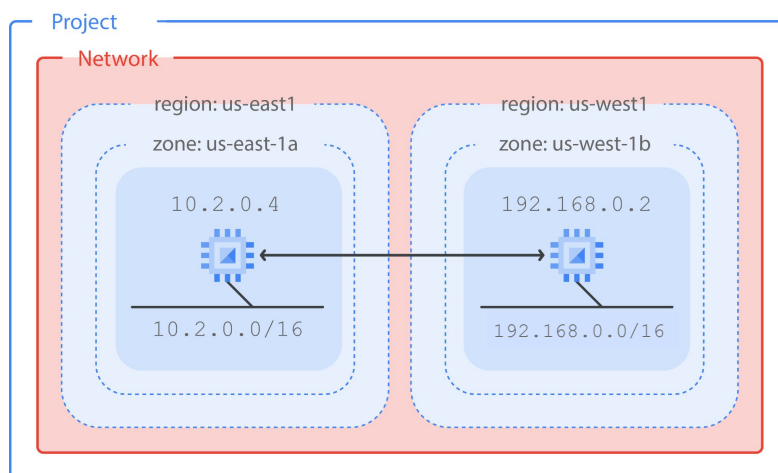 Project
Network
region: us-east1
zone: us-east-1a
10.2.0.4
10.2.0.0/16
region: us-west1
zone: us-west-1b
192.168.0.2
192.168.0.0/16